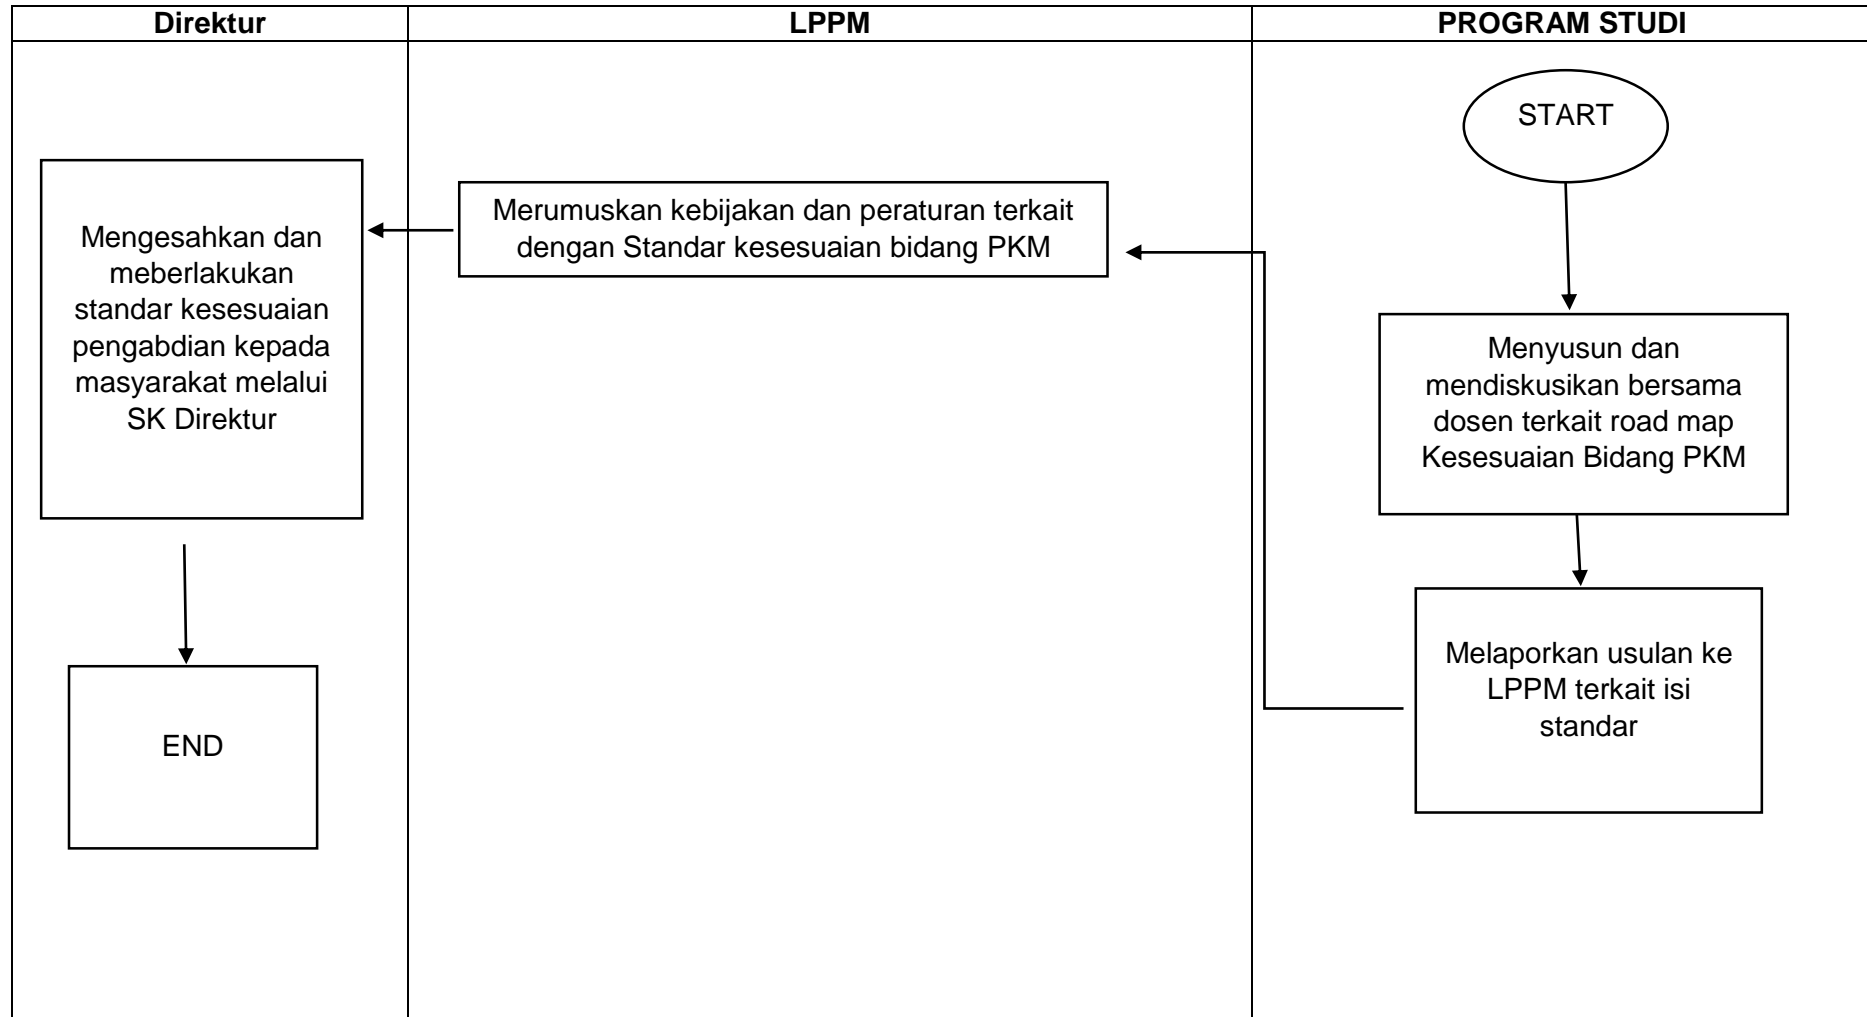 Direktur
LPPM
PROGRAM STUDI
START
Menyusun dan
mendiskusikan bersama
dosen terkait road map
Kesesuaian Bidang PKM
Melaporkan usulan ke
LPPM terkait isi
standar
Merumuskan kebijakan dan peraturan terkait
dengan Standar kesesuaian bidang PKM
Mengesahkan dan
meberlakukan
standar kesesuaian
pengabdian kepada
masyarakat melalui
SK Direktur
END